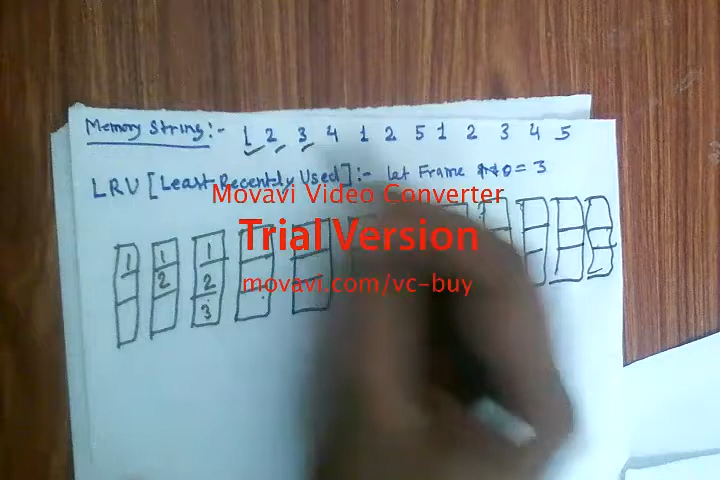 Memory String:- 1 2 3 4 1 2 5 1 2 3 4 5
LRU [Least Recently Used]:- let Frame No = 3
Movavi Video Converter
Trial Version
movavi.com/vc-buy
1 1 1
2 2
3